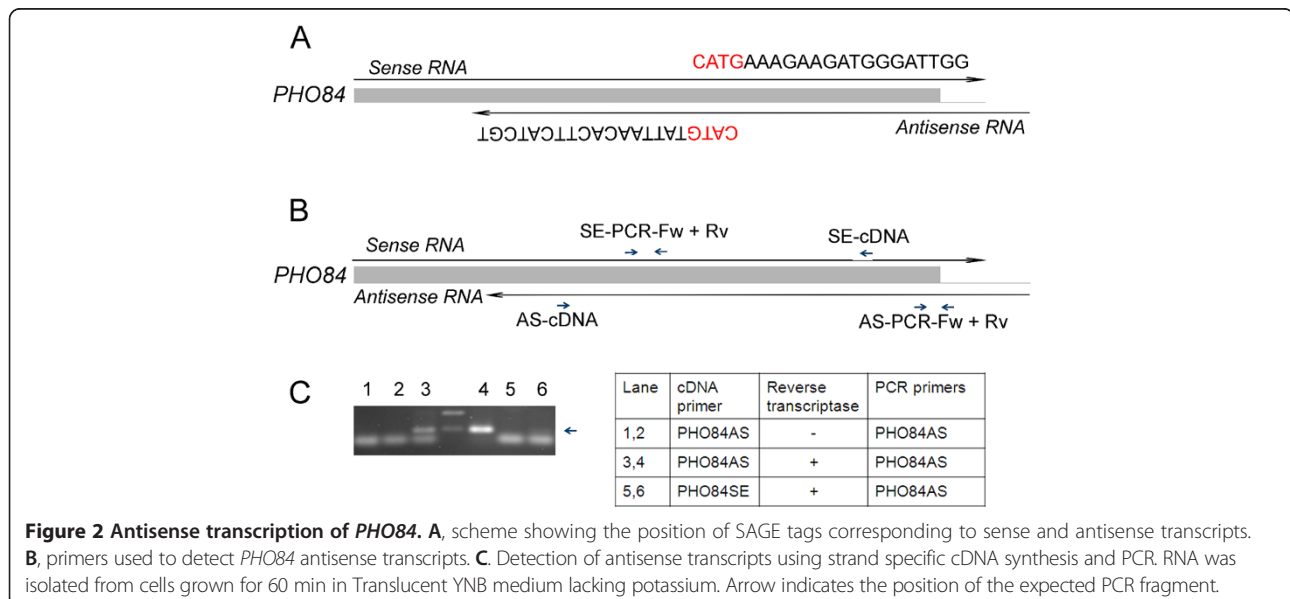 A
CATGAAAGAAGATGGGATTGG
Sense RNA
PHO84
Antisense RNA
CATGTATTAACACTTCATCGT
B
SE-PCR-Fw + Rv
SE-cDNA
Sense RNA
PHO84
Antisense RNA
AS-cDNA
AS-PCR-Fw + Rv
C
1 2 3 4 5 6
Lane cDNA primer Reverse transcriptase PCR primers
1,2 PHO84AS - PHO84AS
3,4 PHO84AS + PHO84AS
5,6 PHO84SE + PHO84AS
Figure 2 Antisense transcription of PHO84. A, scheme showing the position of SAGE tags corresponding to sense and antisense transcripts.
B, primers used to detect PHO84 antisense transcripts. C. Detection of antisense transcripts using strand specific cDNA synthesis and PCR. RNA was
isolated from cells grown for 60 min in Translucent YNB medium lacking potassium. Arrow indicates the position of the expected PCR fragment.